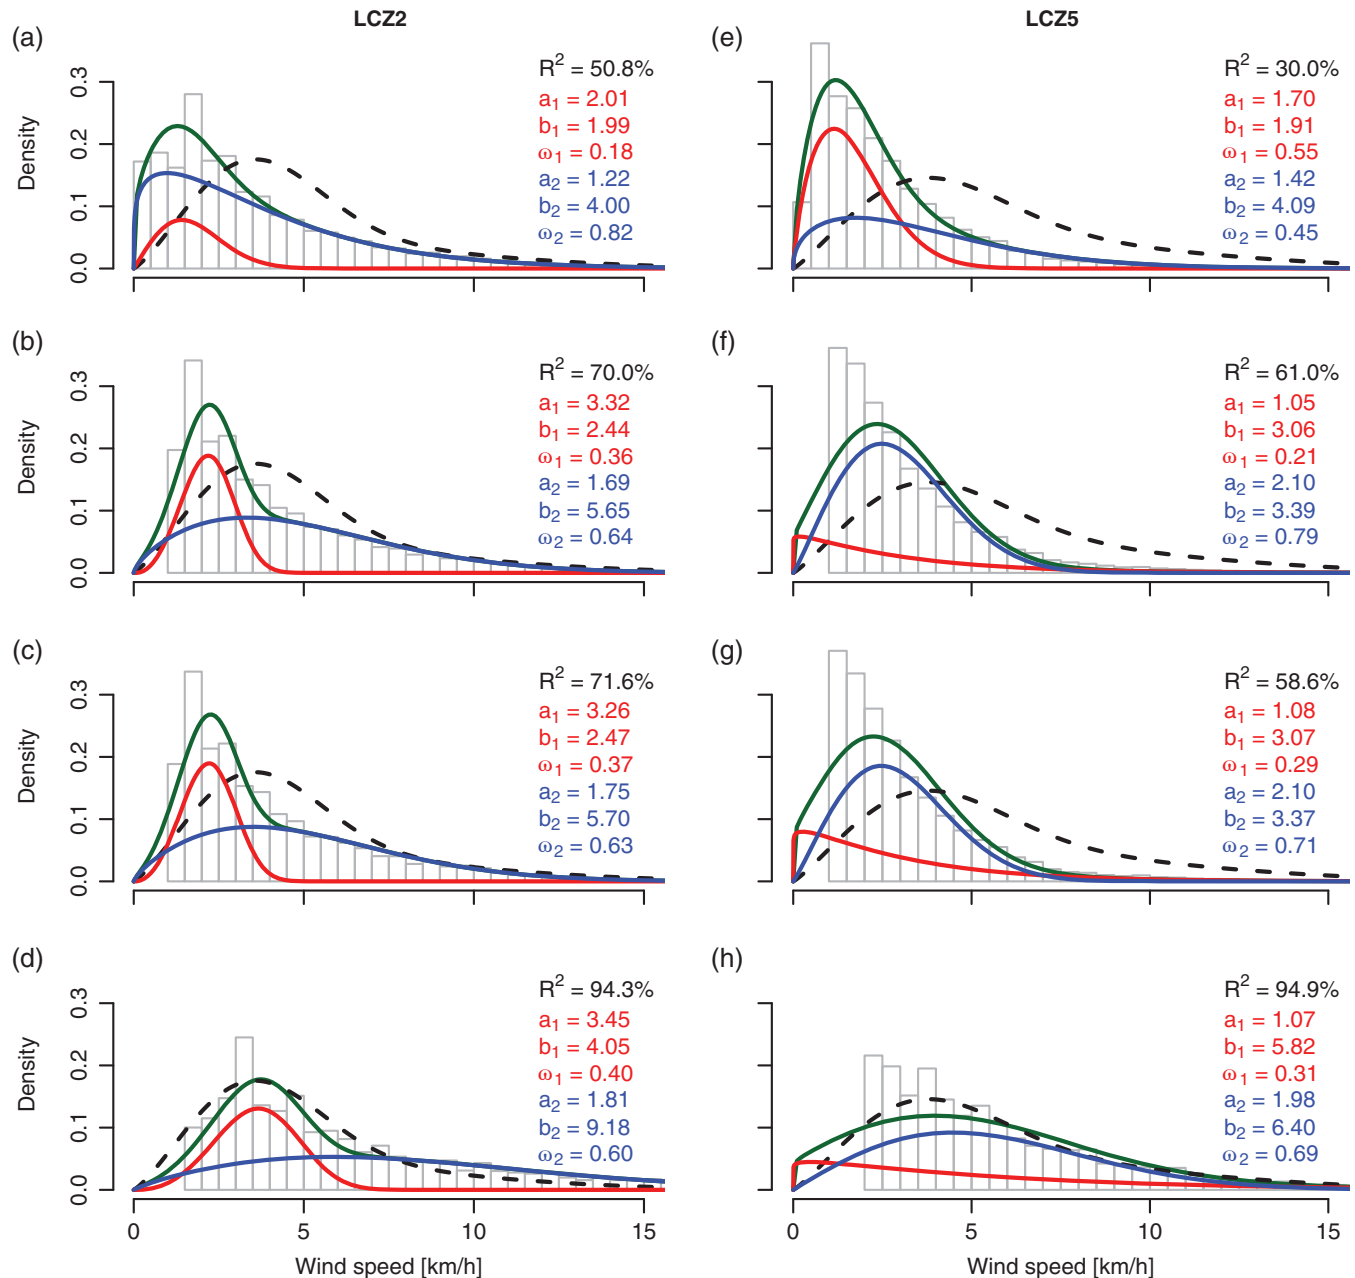 LCZ2
(a)
R² = 50.8%
a₁ = 2.01
b₁ = 1.99
ω₁ = 0.18
a₂ = 1.22
b₂ = 4.00
ω₂ = 0.82
Density
0.0 0.1 0.2 0.3
0 5 10 15
(b)
R² = 70.0%
a₁ = 3.32
b₁ = 2.44
ω₁ = 0.36
a₂ = 1.69
b₂ = 5.65
ω₂ = 0.64
Density
0.0 0.1 0.2 0.3
(c)
R² = 71.6%
a₁ = 3.26
b₁ = 2.47
ω₁ = 0.37
a₂ = 1.75
b₂ = 5.70
ω₂ = 0.63
Density
0.0 0.1 0.2 0.3
(d)
R² = 94.3%
a₁ = 3.45
b₁ = 4.05
ω₁ = 0.40
a₂ = 1.81
b₂ = 9.18
ω₂ = 0.60
Density
0.0 0.1 0.2 0.3
Wind speed [km/h]
LCZ5
(e)
R² = 30.0%
a₁ = 1.70
b₁ = 1.91
ω₁ = 0.55
a₂ = 1.42
b₂ = 4.09
ω₂ = 0.45
(f)
R² = 61.0%
a₁ = 1.05
b₁ = 3.06
ω₁ = 0.21
a₂ = 2.10
b₂ = 3.39
ω₂ = 0.79
(g)
R² = 58.6%
a₁ = 1.08
b₁ = 3.07
ω₁ = 0.29
a₂ = 2.10
b₂ = 3.37
ω₂ = 0.71
(h)
R² = 94.9%
a₁ = 1.07
b₁ = 5.82
ω₁ = 0.31
a₂ = 1.98
b₂ = 6.40
ω₂ = 0.69
0 5 10 15
Wind speed [km/h]